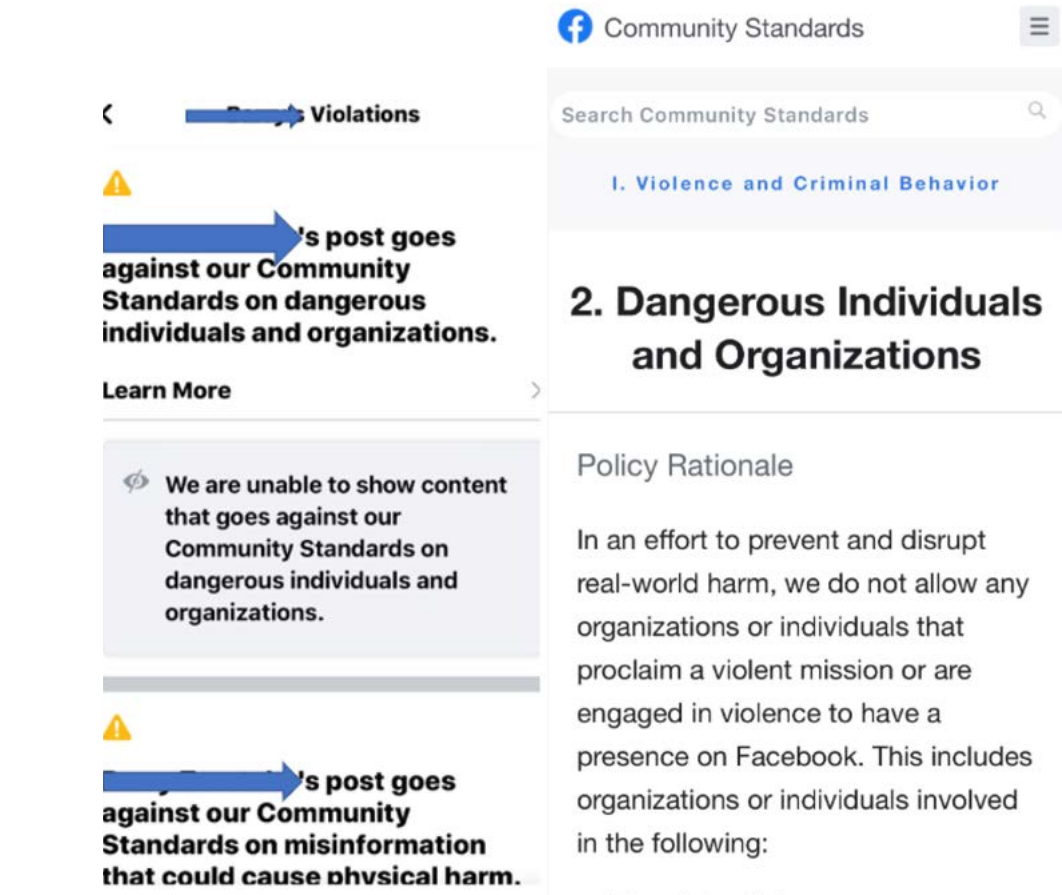 's Violations
's post goes
against our Community
Standards on dangerous
individuals and organizations.
Learn More
We are unable to show content
that goes against our
Community Standards on
dangerous individuals and
organizations.
's post goes
against our Community
Standards on misinformation
that could cause physical harm.
Community Standards
Search Community Standards
I. Violence and Criminal Behavior
2. Dangerous Individuals
and Organizations
Policy Rationale
In an effort to prevent and disrupt
real-world harm, we do not allow any
organizations or individuals that
proclaim a violent mission or are
engaged in violence to have a
presence on Facebook. This includes
organizations or individuals involved
in the following: